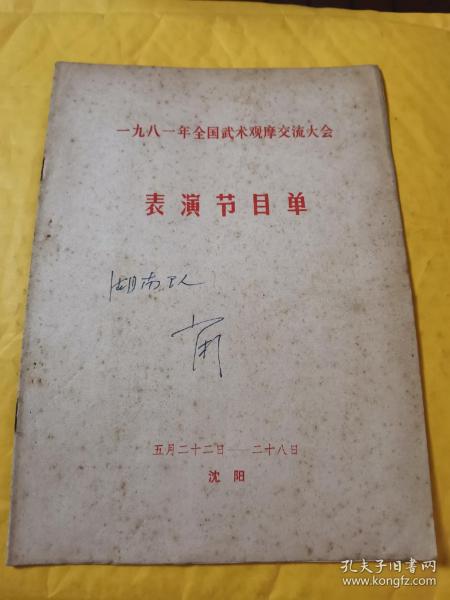 一九八一年全国武术观摩交流大会
表演节目单
湖南队
五月二十二日——二十八日
沈阳
孔夫子旧书网
www.kongfz.com